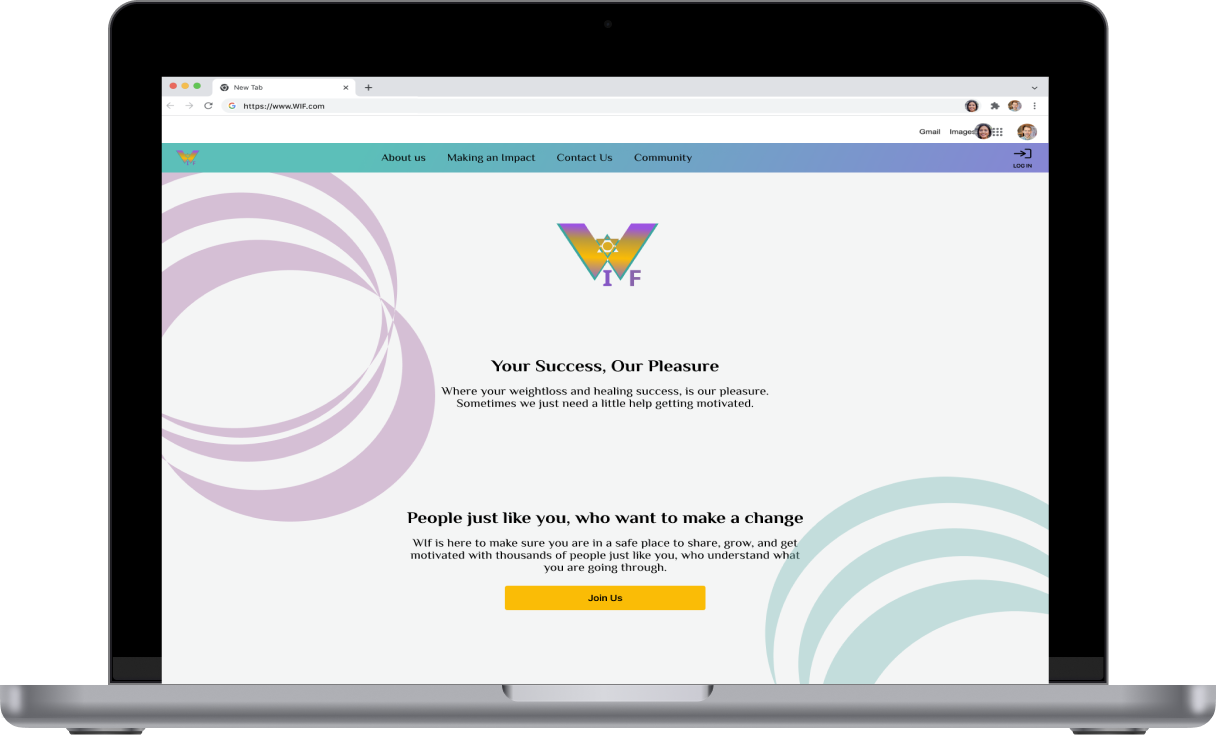 New Tab
https://www.WIF.com
Gmail Images
About us Making an Impact Contact Us Community
LOG IN
W I F
Your Success, Our Pleasure
Where your weightloss and healing success, is our pleasure.
Sometimes we just need a little help getting motivated.
People just like you, who want to make a change
WIf is here to make sure you are in a safe place to share, grow, and get
motivated with thousands of people just like you, who understand what
you are going through.
Join Us